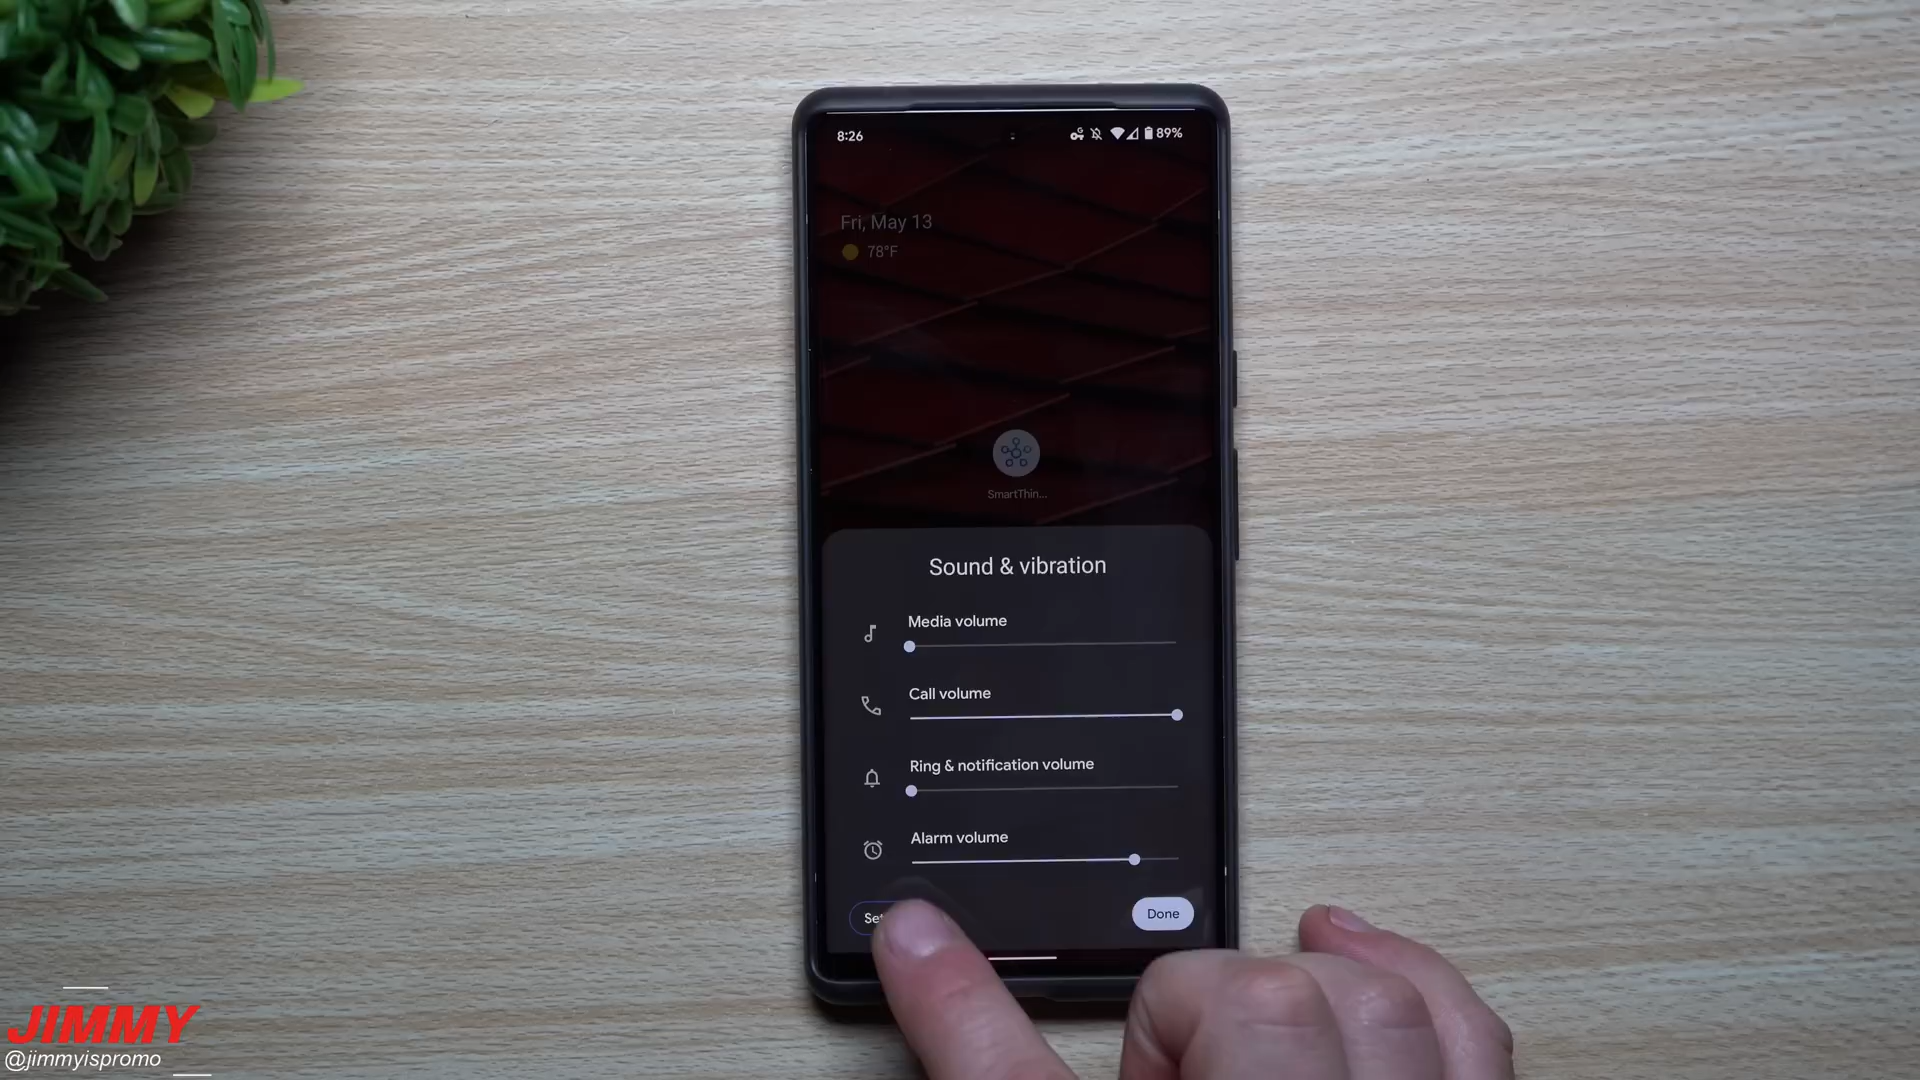 8:26
89%
Fri, May 13
78°F
SmartThin...
Sound & vibration
Media volume
Call volume
Ring & notification volume
Alarm volume
Done
JIMMY
@jimmyispromo